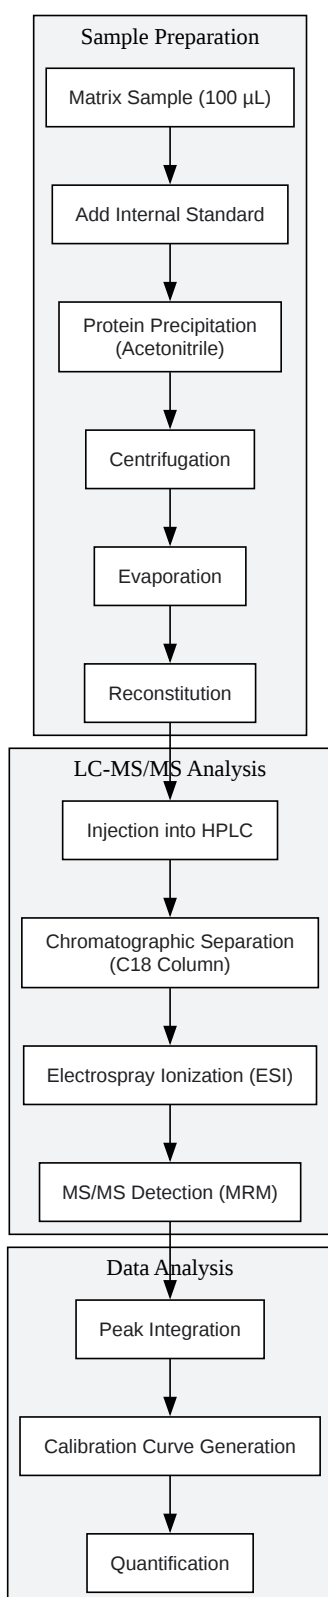 Sample Preparation
Matrix Sample (100 µL)
Add Internal Standard
Protein Precipitation
(Acetonitrile)
Centrifugation
Evaporation
Reconstitution
LC-MS/MS Analysis
Injection into HPLC
Chromatographic Separation
(C18 Column)
Electrospray Ionization (ESI)
MS/MS Detection (MRM)
Data Analysis
Peak Integration
Calibration Curve Generation
Quantification